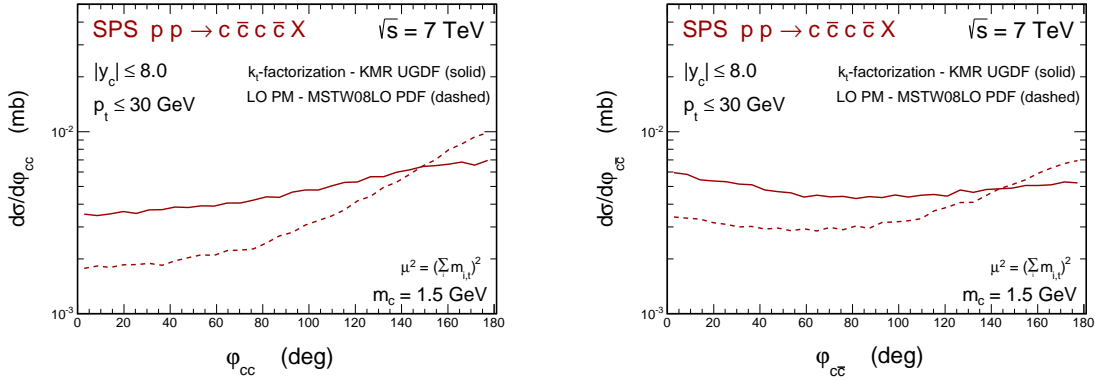 SPS p p → c c̄ c c̄ X
√s = 7 TeV
|y_c| ≤ 8.0
k_t-factorization - KMR UGDF (solid)
p_t ≤ 30 GeV
LO PM - MSTW08LO PDF (dashed)
dσ/dφ_cc (mb)
10^-2
10^-3
μ² = (∑ m_i,t)²
m_c = 1.5 GeV
0 20 40 60 80 100 120 140 160 180
φ_cc (deg)
SPS p p → c c̄ c c̄ X
√s = 7 TeV
|y_c| ≤ 8.0
k_t-factorization - KMR UGDF (solid)
p_t ≤ 30 GeV
LO PM - MSTW08LO PDF (dashed)
dσ/dφ_cc̄ (mb)
10^-2
10^-3
μ² = (∑ m_i,t)²
m_c = 1.5 GeV
0 20 40 60 80 100 120 140 160 180
φ_cc̄ (deg)